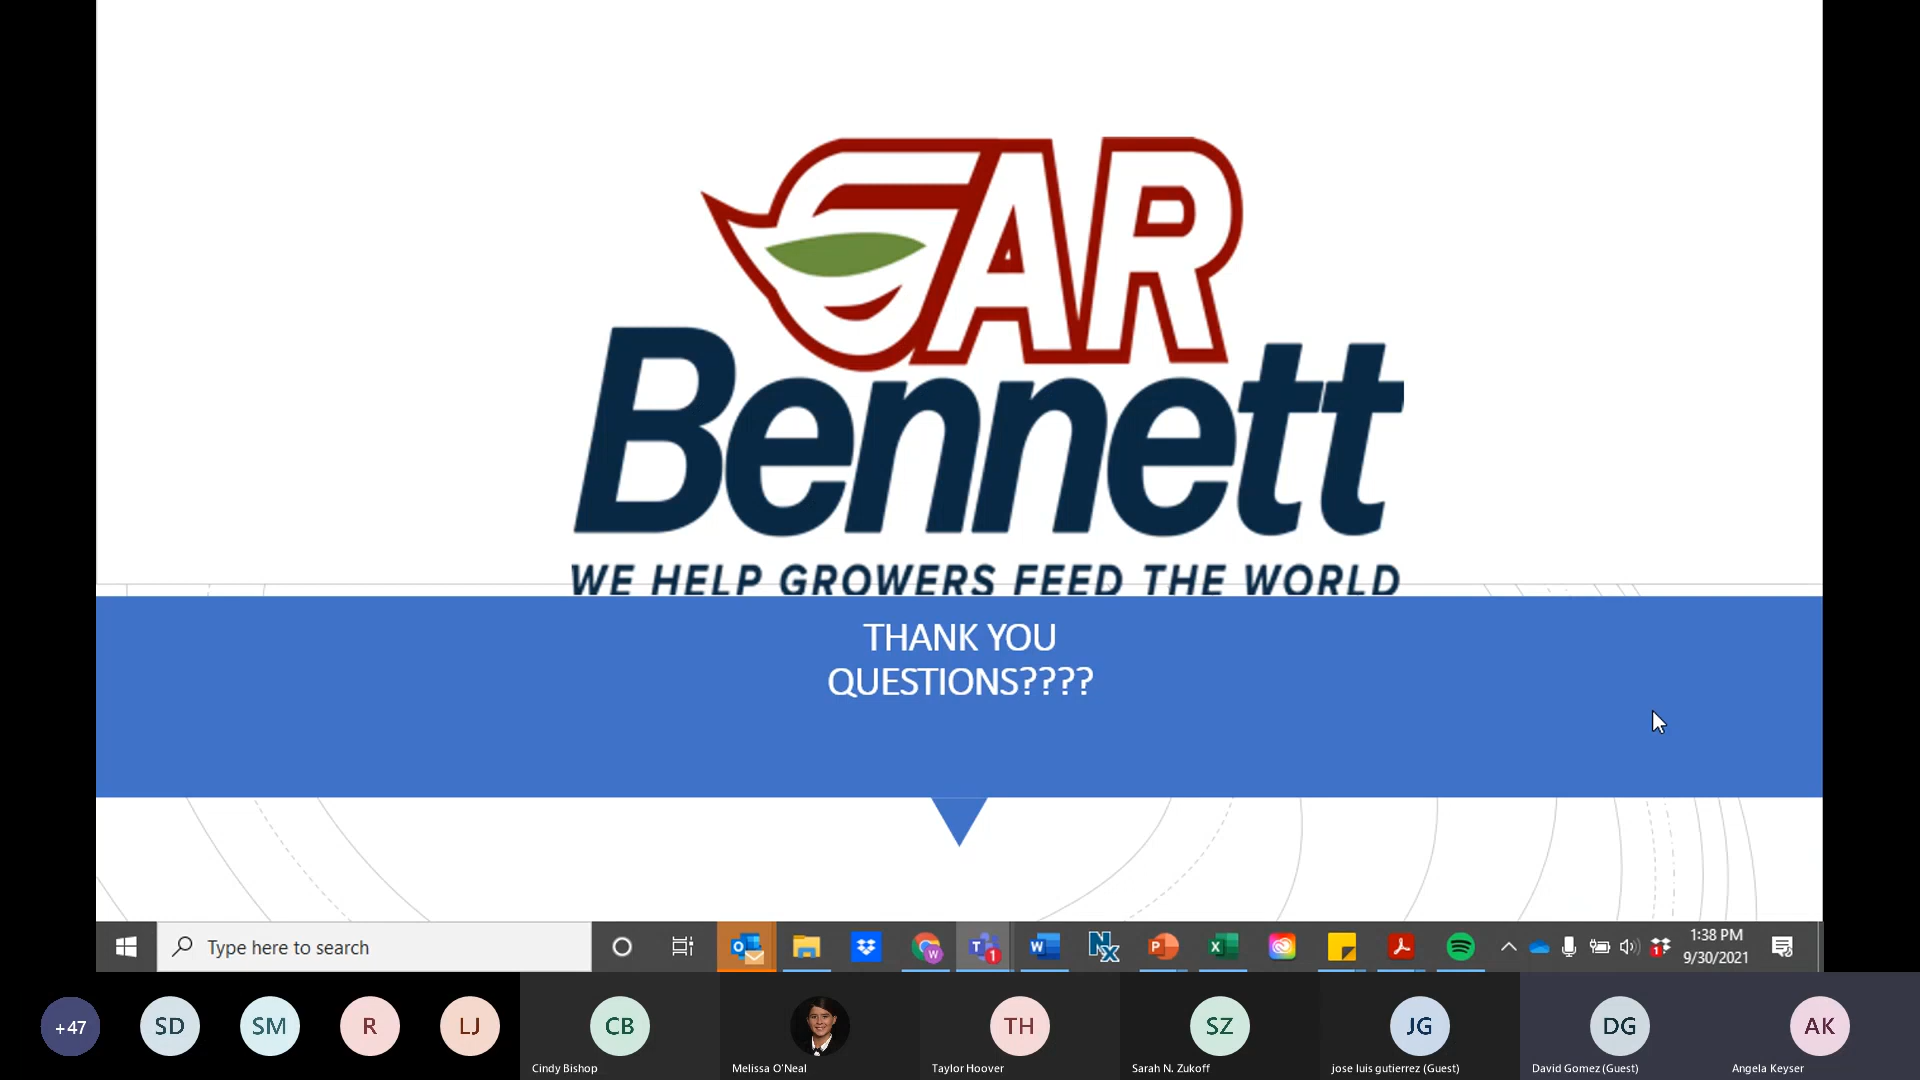 GAR
Bennett
WE HELP GROWERS FEED THE WORLD
THANK YOU
QUESTIONS????
Type here to search
1:38 PM
9/30/2021
+47
SD
SM
R
LJ
CB
TH
SZ
JG
DG
AK
Cindy Bishop
Melissa O'Neal
Taylor Hoover
Sarah N. Zukoff
jose luis gutierrez (Guest)
David Gomez (Guest)
Angela Keyser